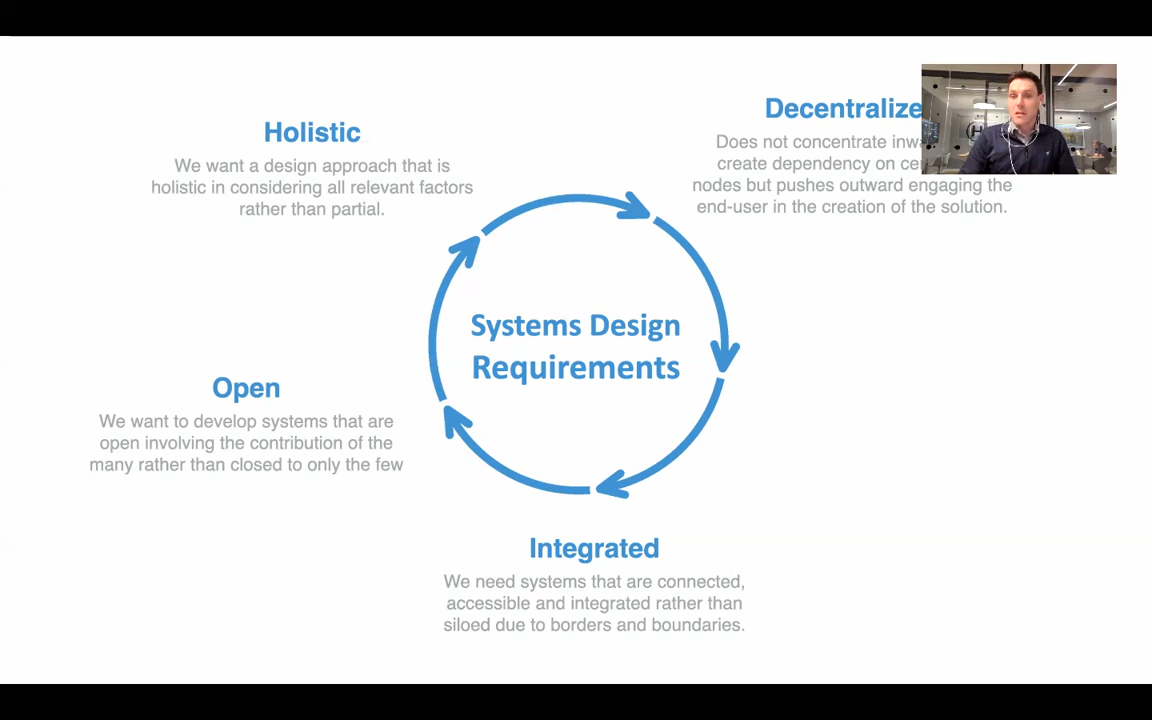 Holistic
We want a design approach that is
holistic in considering all relevant factors
rather than partial.
Decentralize
Does not concentrate
create dependency on
nodes but pushes outward engaging the
end-user in the creation of the solution.
Systems Design
Requirements
Open
We want to develop systems that are
open involving the contribution of the
many rather than closed to only the few
Integrated
We need systems that are connected,
accessible and integrated rather than
siloed due to borders and boundaries.